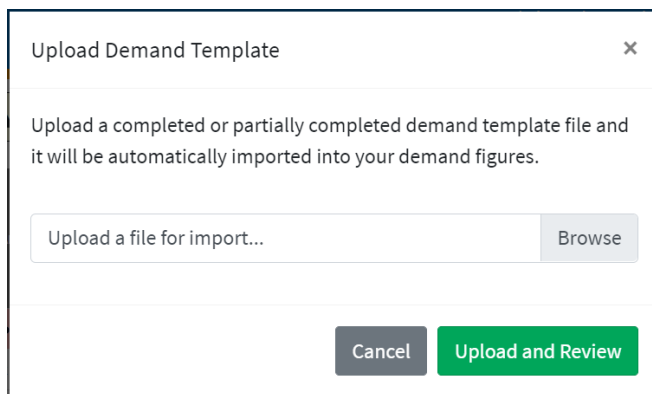 Upload Demand Template ×
Upload a completed or partially completed demand template file and
it will be automatically imported into your demand figures.
Upload a file for import... Browse
Cancel Upload and Review